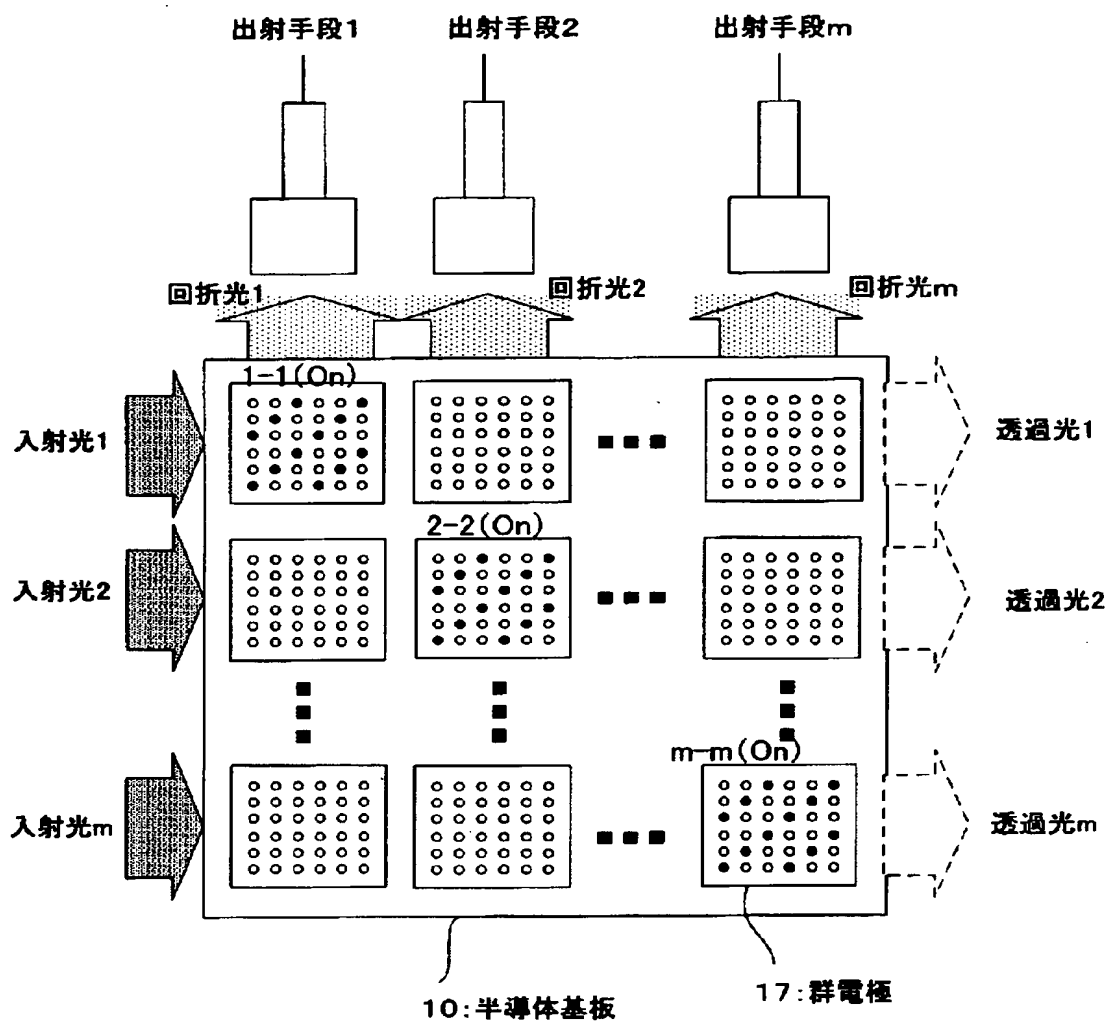 出射手段1
出射手段2
出射手段m
回折光1
回折光2
回折光m
1-1(On)
入射光1
透過光1
2-2(On)
入射光2
透過光2
m-m(On)
入射光m
透過光m
10:半導体基板
17:群電極